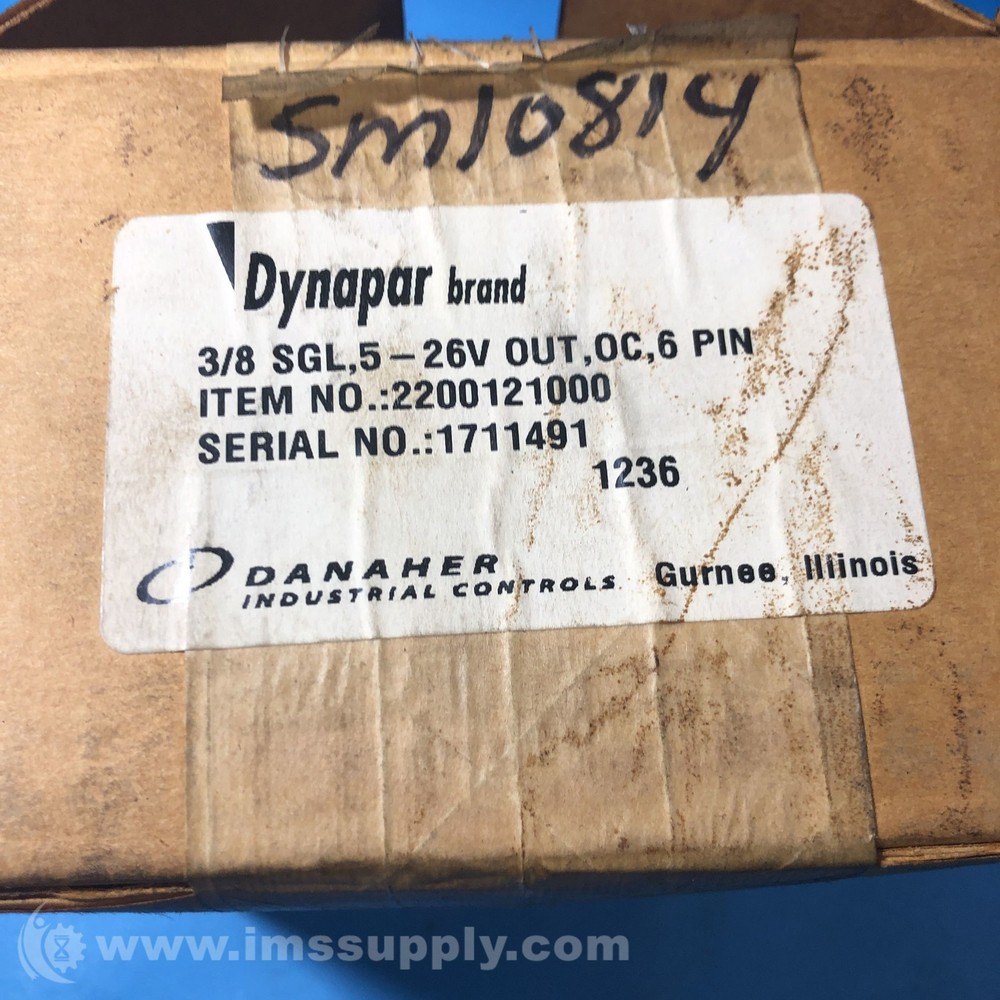 Sm10814
Dynapar brand
3/8 SGL,5-26V OUT,OC,6 PIN
ITEM NO.:2200121000
SERIAL NO.:1711491
1236
DANAHER
INDUSTRIAL CONTROLS.
Gurnee, Illinois
www.imssupply.com